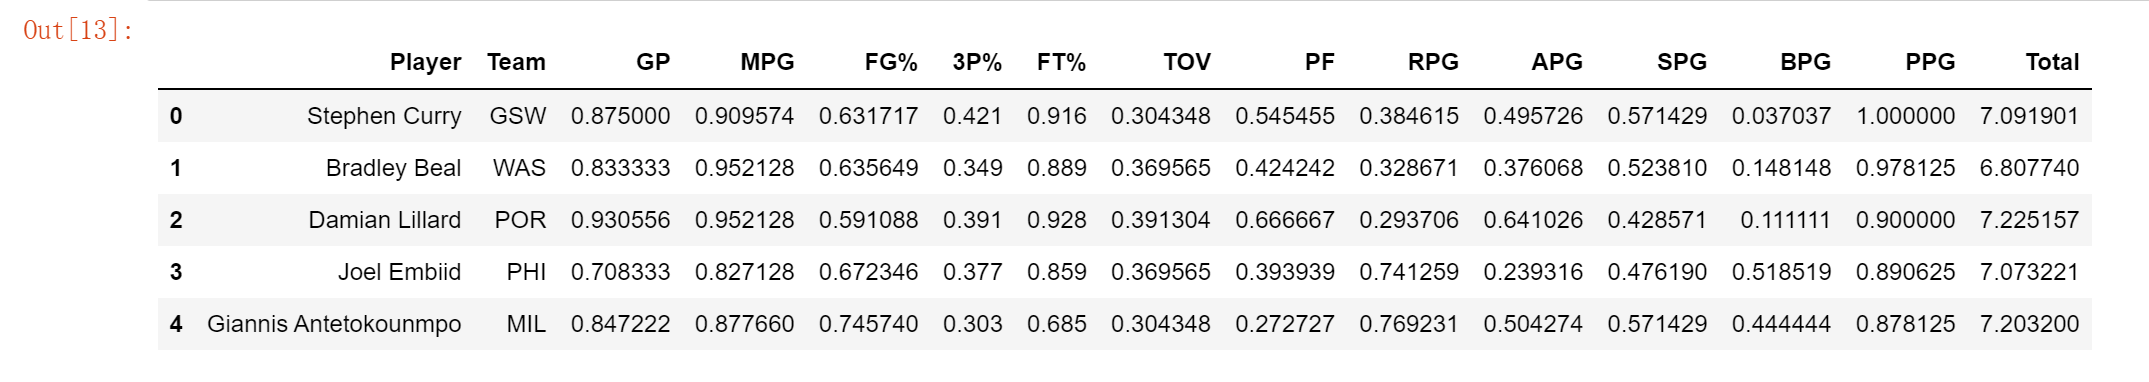 Out[13]:
Player Team GP MPG FG% 3P% FT% TOV PF RPG APG SPG BPG PPG Total
0 Stephen Curry GSW 0.875000 0.909574 0.631717 0.421 0.916 0.304348 0.545455 0.384615 0.495726 0.571429 0.037037 1.000000 7.091901
1 Bradley Beal WAS 0.833333 0.952128 0.635649 0.349 0.889 0.369565 0.424242 0.328671 0.376068 0.523810 0.148148 0.978125 6.807740
2 Damian Lillard POR 0.930556 0.952128 0.591088 0.391 0.928 0.391304 0.666667 0.293706 0.641026 0.428571 0.111111 0.900000 7.225157
3 Joel Embiid PHI 0.708333 0.827128 0.672346 0.377 0.859 0.369565 0.393939 0.741259 0.239316 0.476190 0.518519 0.890625 7.073221
4 Giannis Antetokounmpo MIL 0.847222 0.877660 0.745740 0.303 0.685 0.304348 0.272727 0.769231 0.504274 0.571429 0.444444 0.878125 7.203200